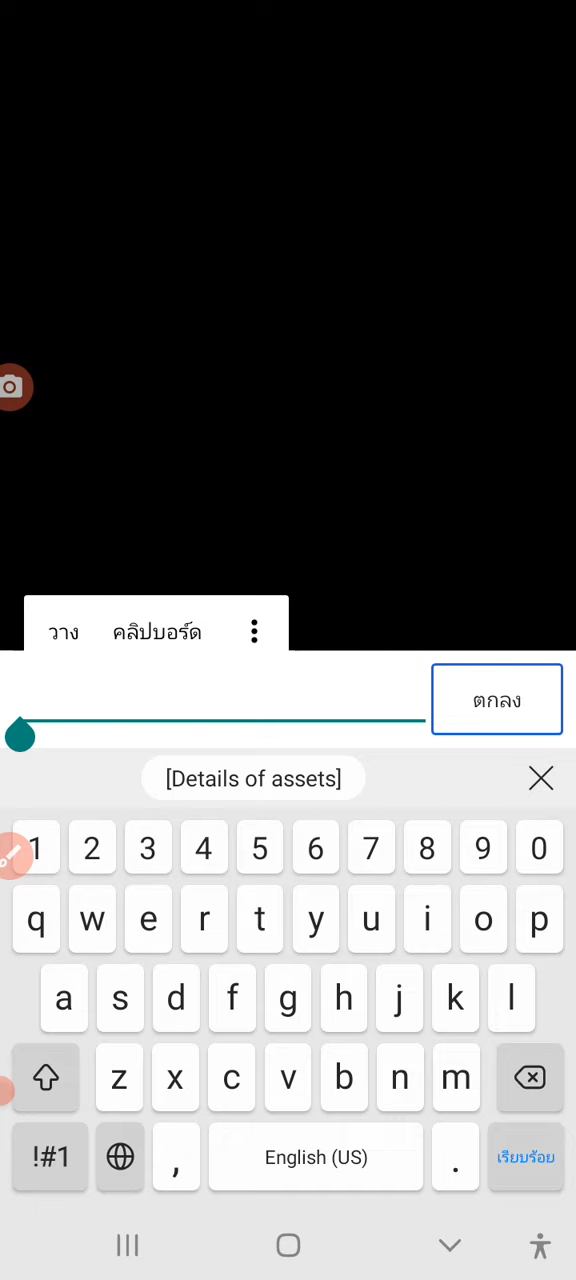 วาง คลิปบอร์ด
ตกลง
[Details of assets]
1 2 3 4 5 6 7 8 9 0
q w e r t y u i o p
a s d f g h j k l
z x c v b n m
!#1 , English (US) . เรียบร้อย